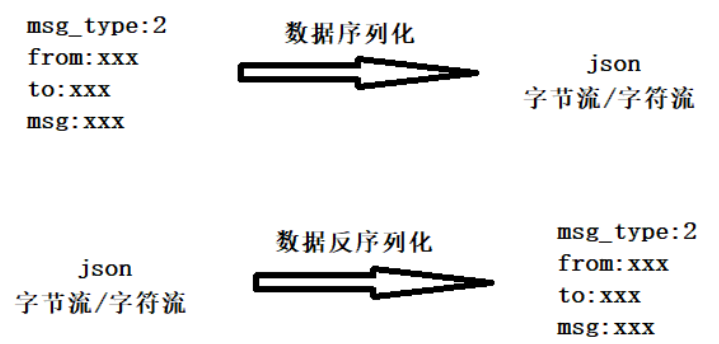 msg_type:2
from:xxx
to:xxx
msg:xxx
数据序列化
json
字节流/字符流
json
字节流/字符流
数据反序列化
msg_type:2
from:xxx
to:xxx
msg:xxx